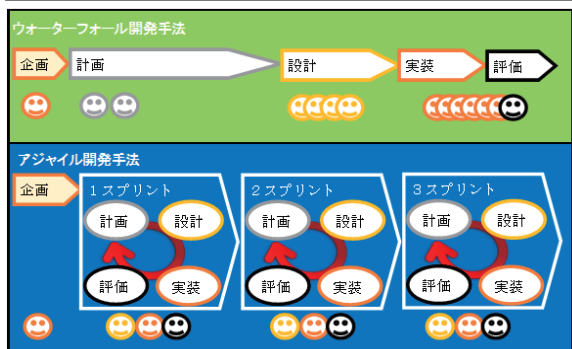 ウォーターフォール開発手法
企画 計画 設計 実装 評価
アジャイル開発手法
企画
1スプリント
計画 設計
評価 実装
2スプリント
計画 設計
評価 実装
3スプリント
計画 設計
評価 実装